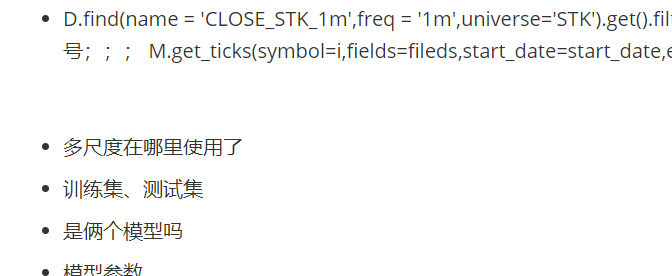 D.find(name = 'CLOSE_STK_1m',freq = '1m',universe='STK').get().fil
号；；； M.get_ticks(symbol=i,fields=fileds,start_date=start_date,e
多尺度在哪里使用了
训练集、测试集
是俩个模型吗
模型参数